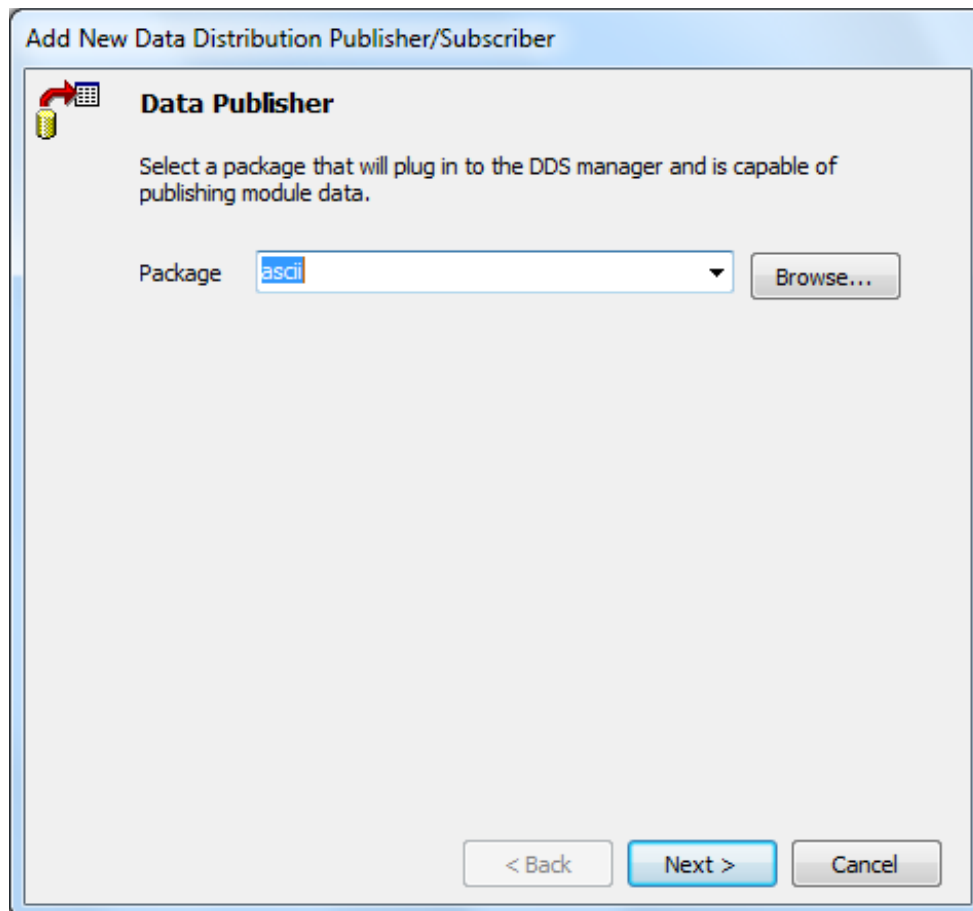 Add New Data Distribution Publisher/Subscriber
Data Publisher
Select a package that will plug in to the DDS manager and is capable of
publishing module data.
Package
ascii
Browse...
< Back
Next >
Cancel